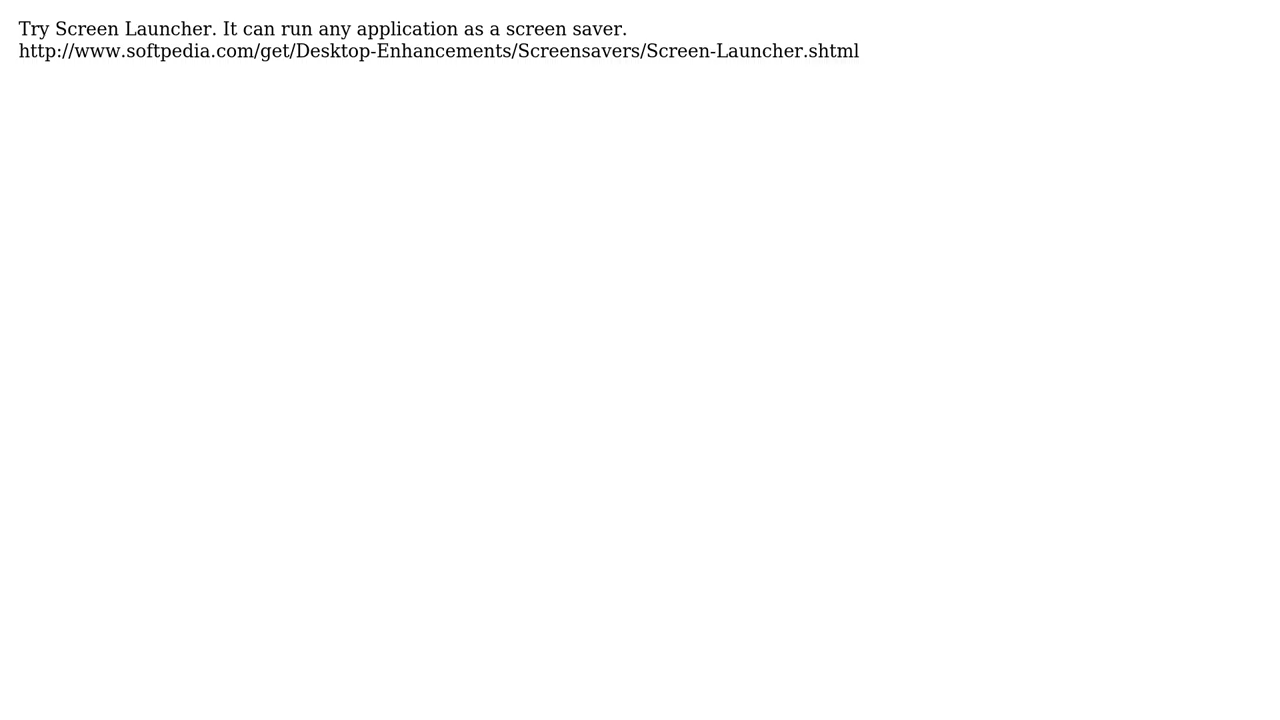 Try Screen Launcher. It can run any application as a screen saver.
http://www.softpedia.com/get/Desktop-Enhancements/Screensavers/Screen-Launcher.shtml